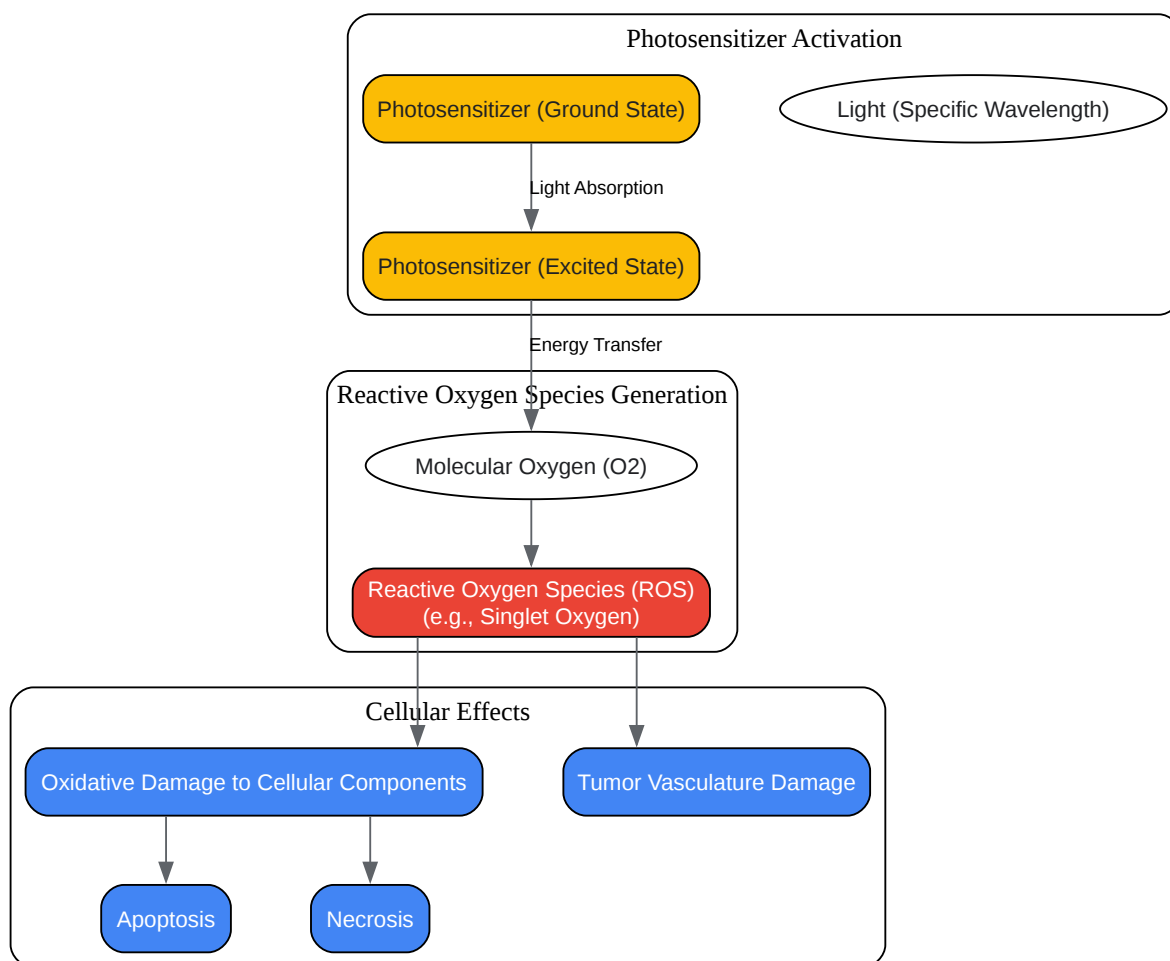 Photosensitizer Activation
Photosensitizer (Ground State)
Light (Specific Wavelength)
Light Absorption
Photosensitizer (Excited State)
Energy Transfer
Reactive Oxygen Species Generation
Molecular Oxygen (O2)
Reactive Oxygen Species (ROS)
(e.g., Singlet Oxygen)
Cellular Effects
Oxidative Damage to Cellular Components
Tumor Vasculature Damage
Apoptosis
Necrosis